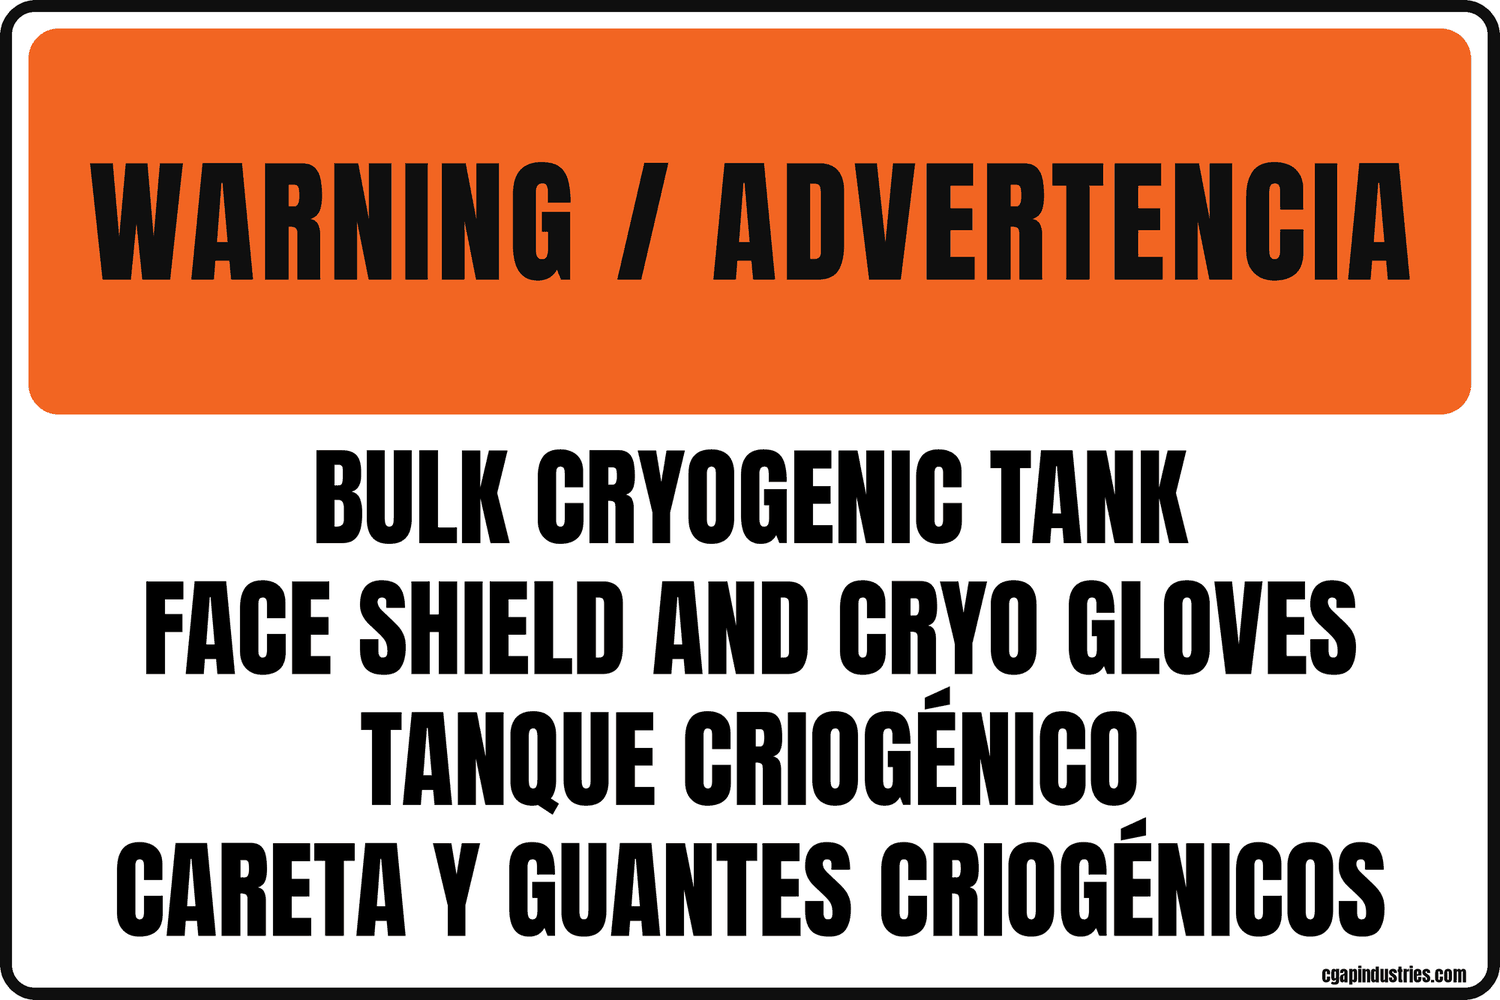 WARNING / ADVERTENCIA
BULK CRYOGENIC TANK
FACE SHIELD AND CRYO GLOVES
TANQUE CRIOGÉNICO
CARETA Y GUANTES CRIOGÉNICOS
cgapindustries.com